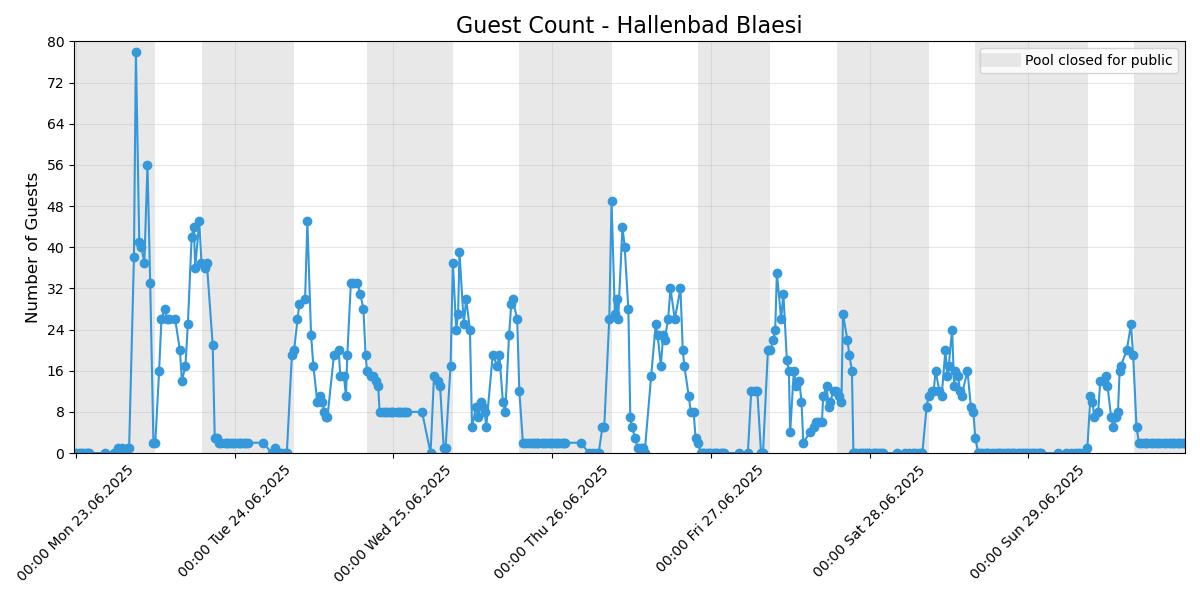 Guest Count - Hallenbad Blaesi
Pool closed for public
Number of Guests
80
72
64
56
48
40
32
24
16
8
0
00:00 Mon 23.06.2025
00:00 Tue 24.06.2025
00:00 Wed 25.06.2025
00:00 Thu 26.06.2025
00:00 Fri 27.06.2025
00:00 Sat 28.06.2025
00:00 Sun 29.06.2025